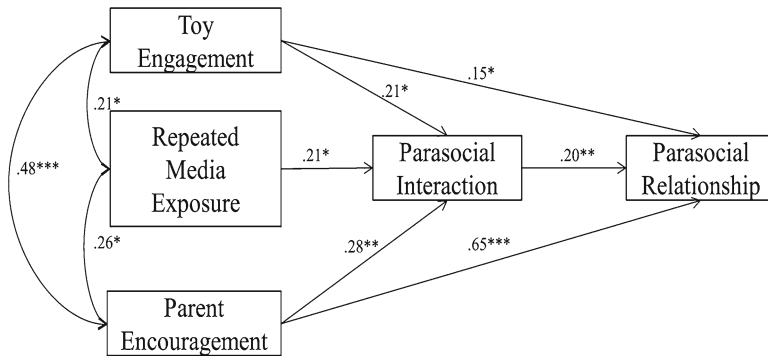 Toy
Engagement
.15*
.21*
.21*
Repeated
Media
Exposure
.48***
.21*
Parasocial
Interaction
.20**
Parasocial
Relationship
.26*
.28**
.65***
Parent
Encouragement